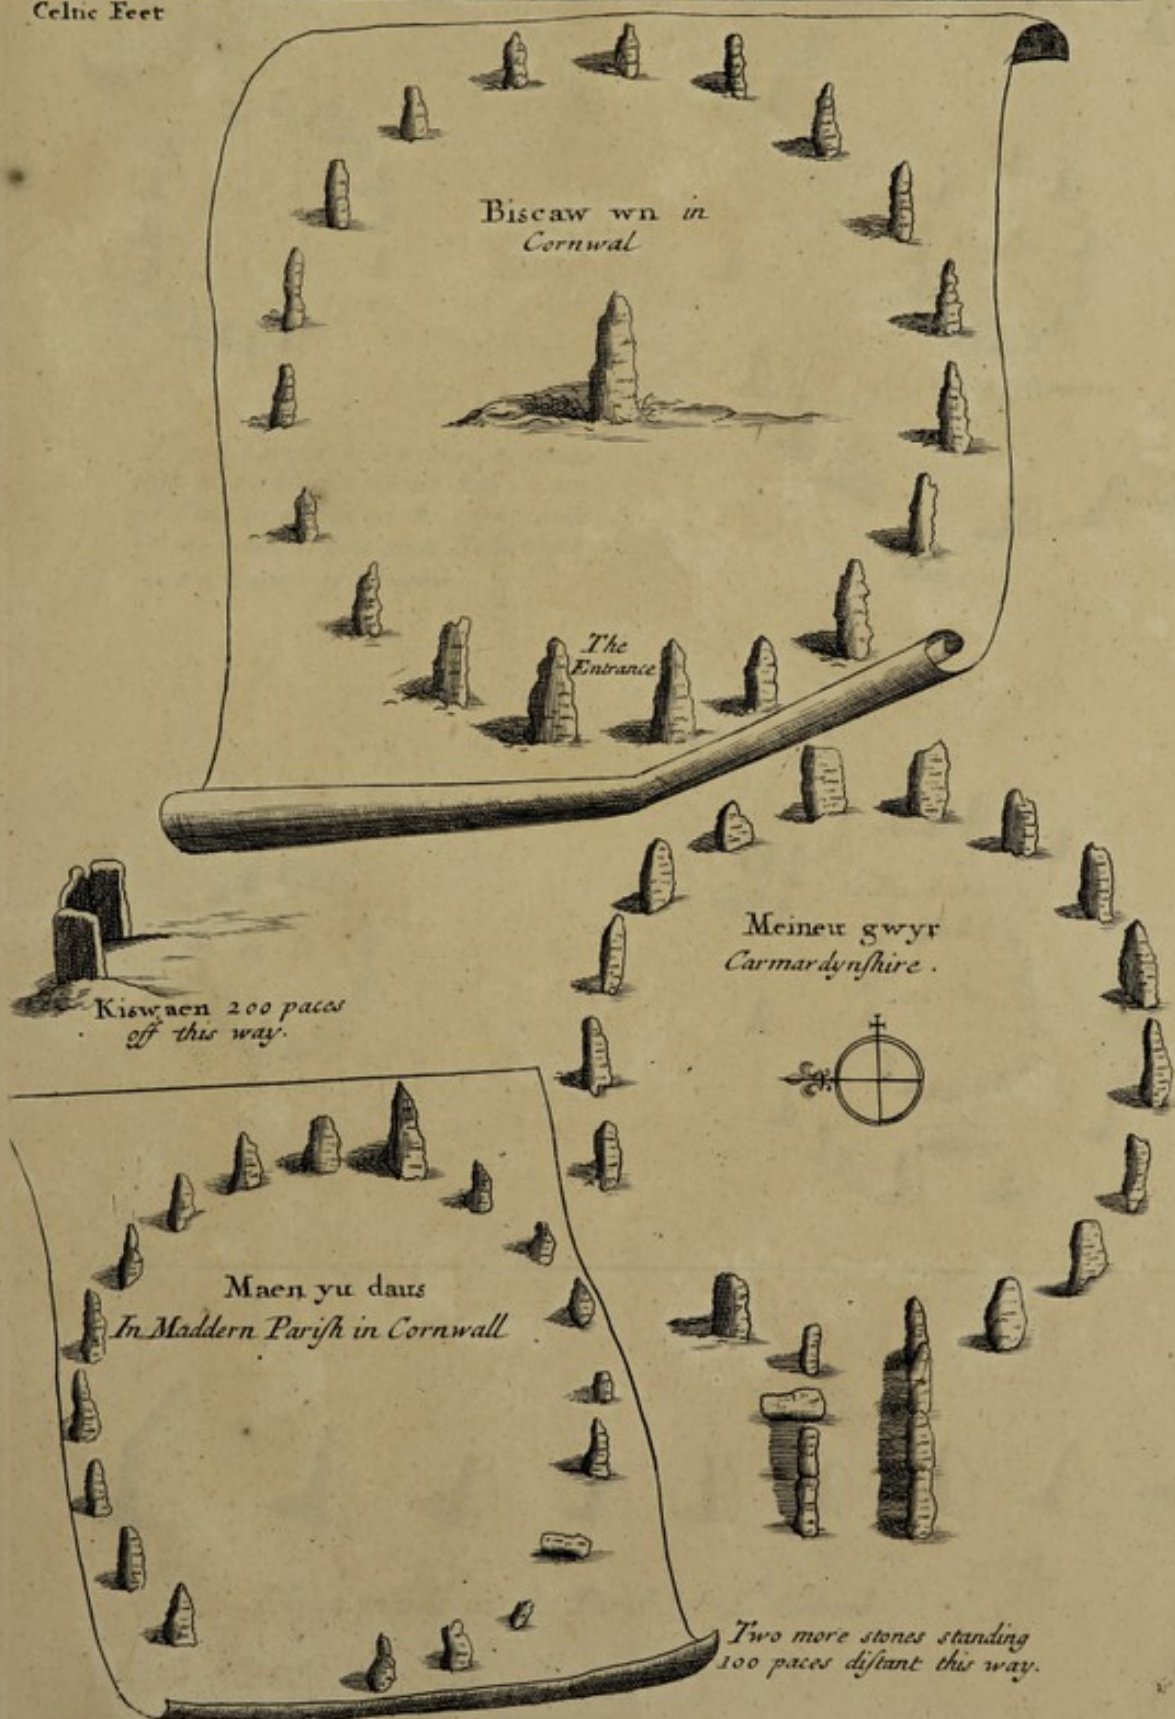 Celtic Feet
Biscaw wn in
Cornwal
The
Entrance
Meineu gwyr
Carmardynſhire.
Kiswaen 200 paces
off this way.
Maen yu dans
In Maddern Pariſh in Cornwall
Two more stones standing
100 paces diſtant this way.